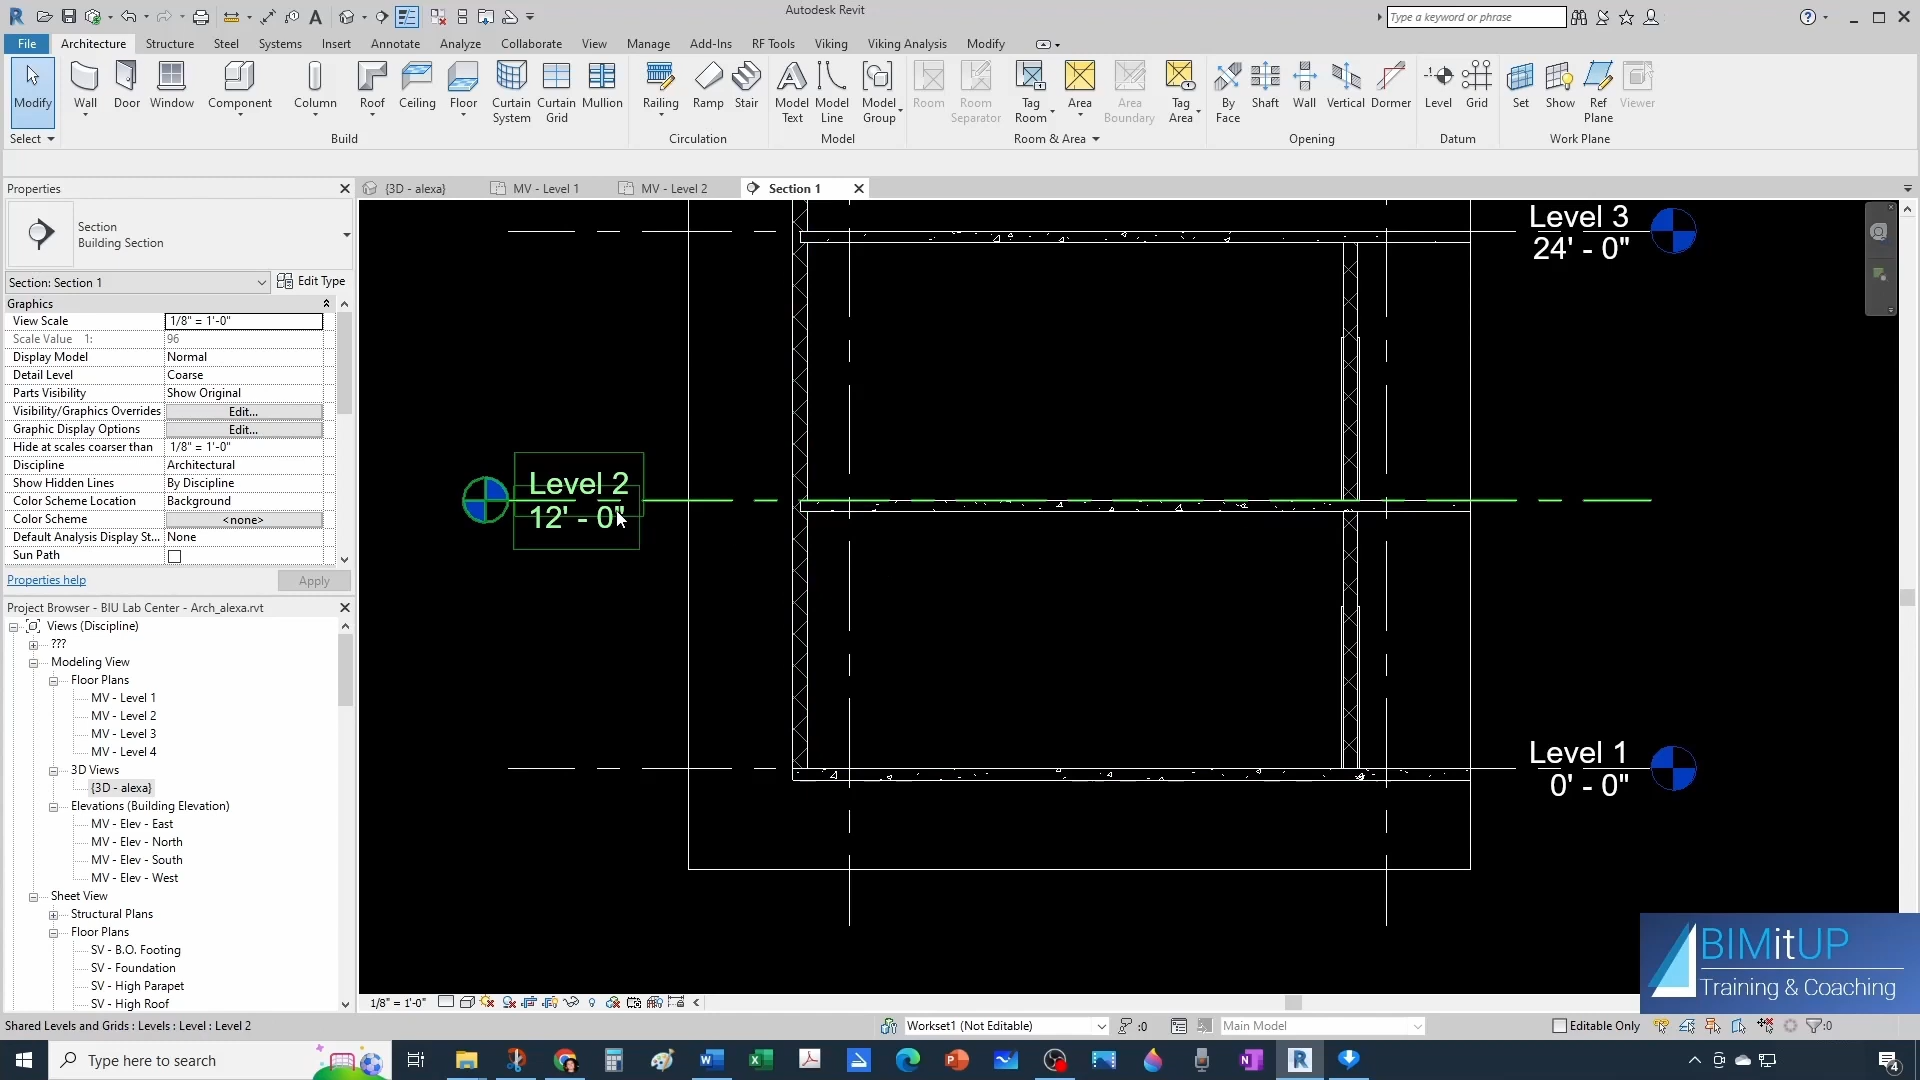 Autodesk Revit
Type a keyword or phrase
File Architecture Structure Steel Systems Insert Annotate Analyze Collaborate View Manage Add-Ins RF Tools Viking Viking Analysis Modify
Modify Wall Door Window Component Column Roof Ceiling Floor Curtain System Curtain Grid Mullion Railing Ramp Stair Model Text Model Line Model Group Room Room Separator Tag Room Area Area Boundary Tag Area By Face Shaft Wall Vertical Dormer Level Grid Set Show Ref Plane Viewer
Select Build Circulation Model Room & Area Opening Datum Work Plane
Properties
{3D - alexa} MV - Level 1 MV - Level 2 Section 1
Section
Building Section
Section: Section 1 Edit Type
Graphics
View Scale 1/8" = 1'-0"
Scale Value 1: 96
Display Model Normal
Detail Level Coarse
Parts Visibility Show Original
Visibility/Graphics Overrides Edit...
Graphic Display Options Edit...
Hide at scales coarser than 1/8" = 1'-0"
Discipline Architectural
Show Hidden Lines By Discipline
Color Scheme Location Background
Color Scheme <none>
Default Analysis Display St... None
Sun Path
Properties help Apply
Project Browser - BIU Lab Center - Arch_alexa.rvt
Views (Discipline)
???
Modeling View
Floor Plans
MV - Level 1
MV - Level 2
MV - Level 3
MV - Level 4
3D Views
{3D - alexa}
Elevations (Building Elevation)
MV - Elev - East
MV - Elev - North
MV - Elev - South
MV - Elev - West
Sheet View
Structural Plans
Floor Plans
SV - B.O. Footing
SV - Foundation
SV - High Parapet
SV - High Roof
Level 3
24' - 0"
Level 2
12' - 0"
Level 1
0' - 0"
BIMitUP
Training & Coaching
1/8" = 1'-0"
Shared Levels and Grids : Levels : Level : Level 2
Workset1 (Not Editable) :0 Main Model Editable Only :0
Type here to search
4